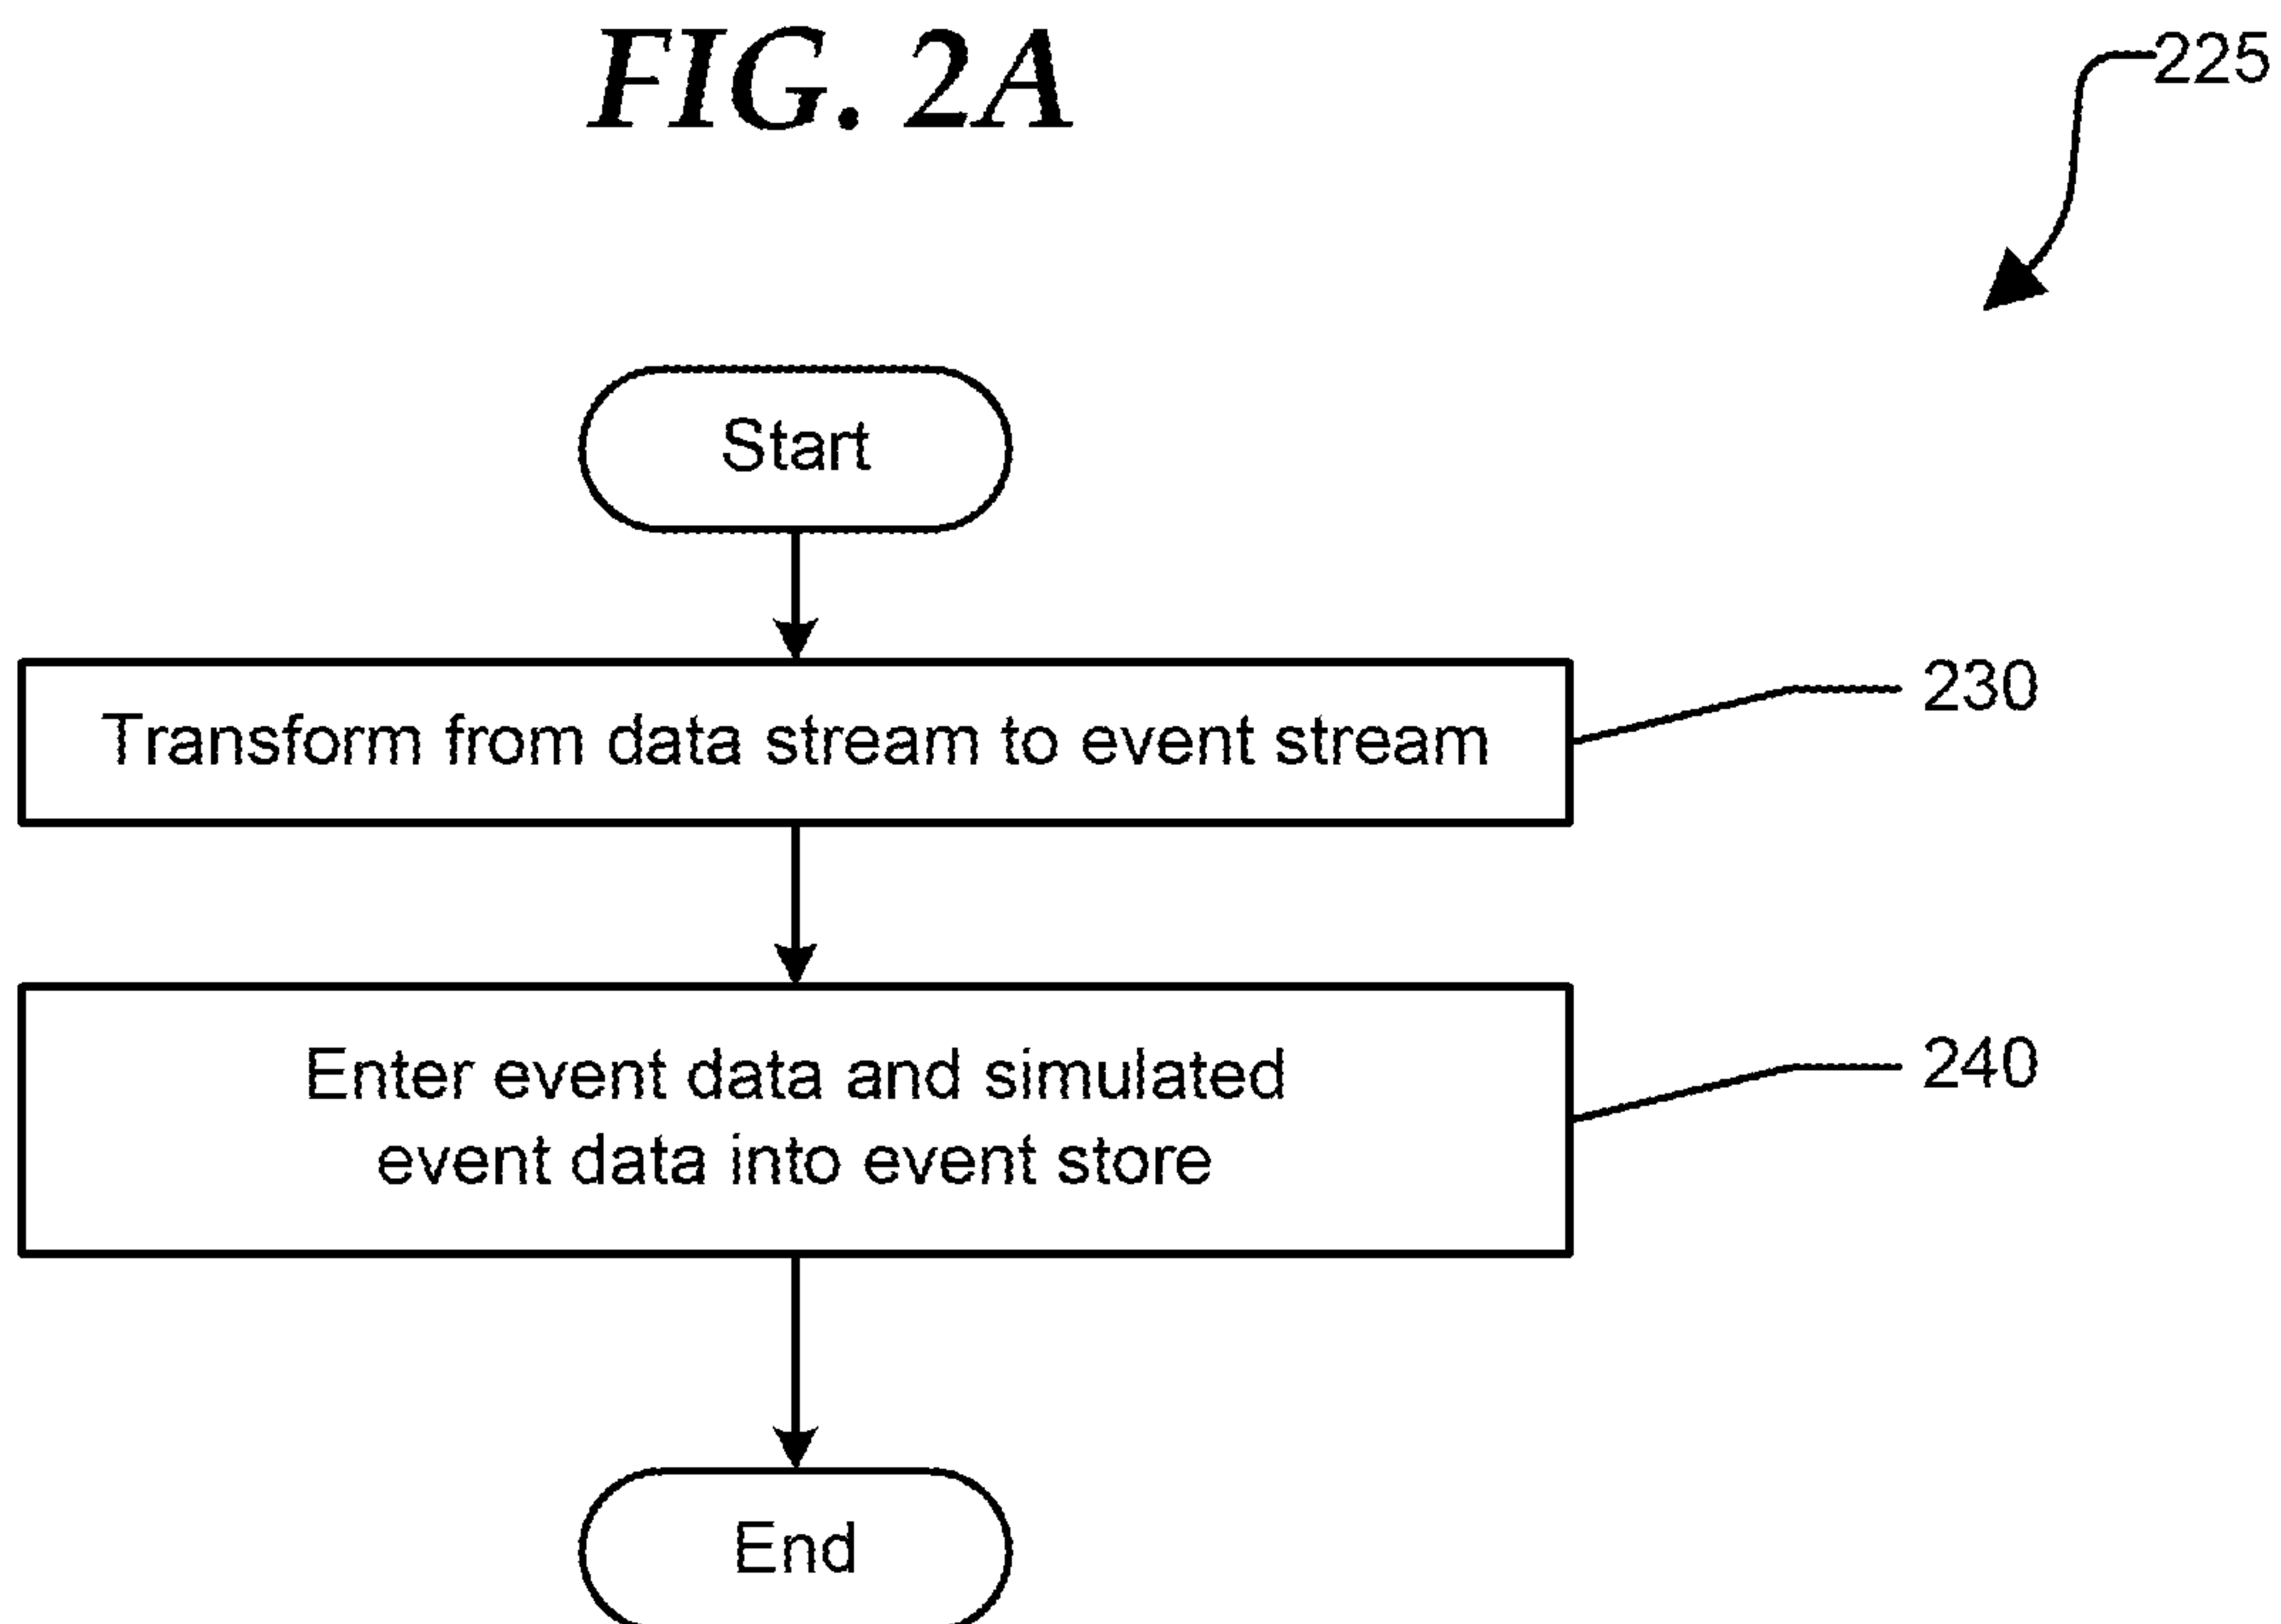 FIG. 2A
225
Start
Transform from data stream to event stream
230
Enter event data and simulated
event data into event store
240
End